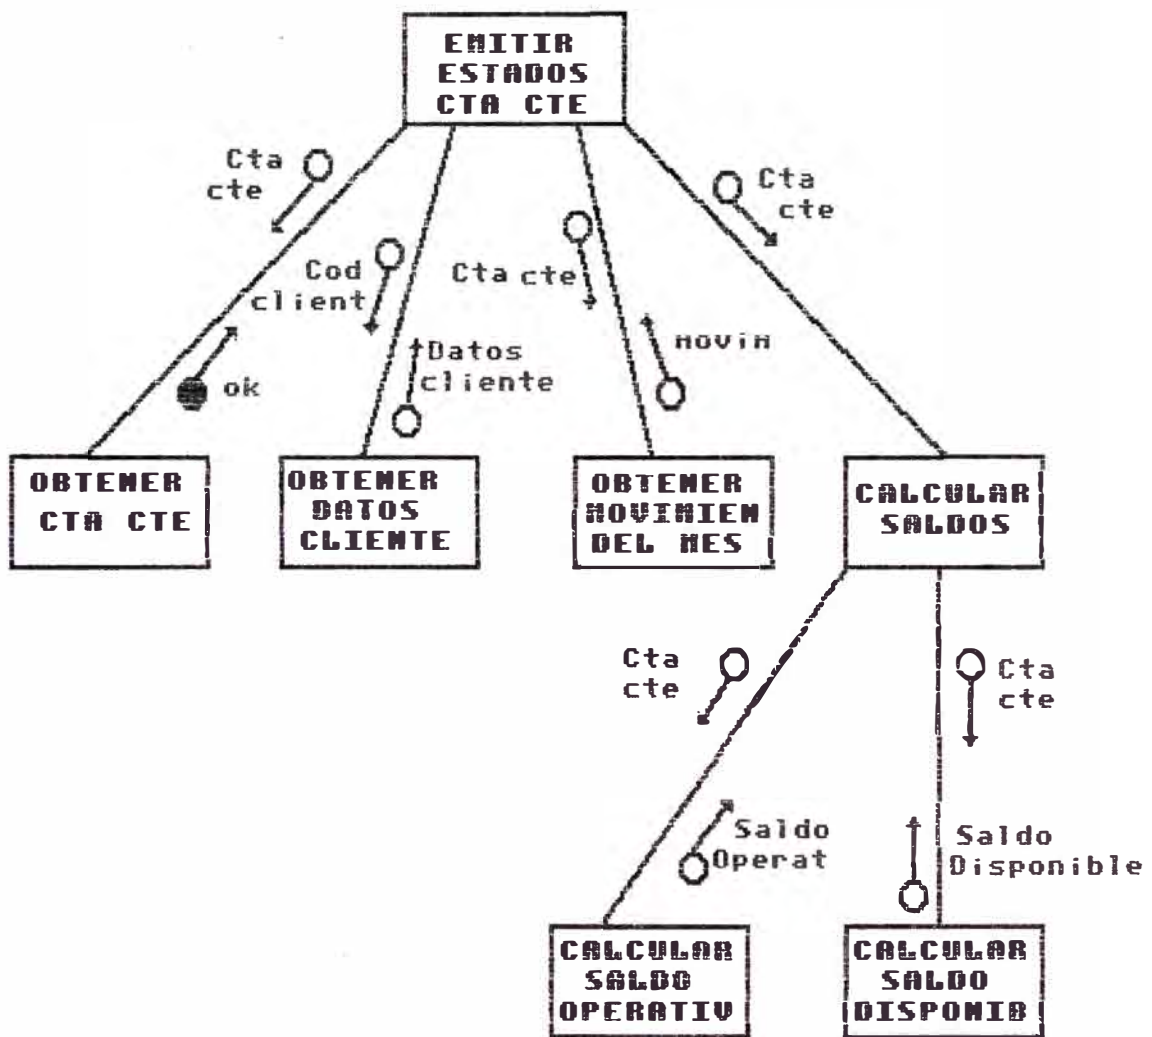 EMITIR
ESTADOS
CTA CTE
Cta
cte
Cta
cte
Cod
client
Cta cte
Datos
cliente
Movim
ok
OBTENER
CTA CTE
OBTENER
DATOS
CLIENTE
OBTENER
MOVIMIEN
DEL MES
CALCULAR
SALDOS
Cta
cte
Cta
cte
Saldo
Operat
Saldo
Disponible
CALCULAR
SALDO
OPERATIV
CALCULAR
SALDO
DISPONIB